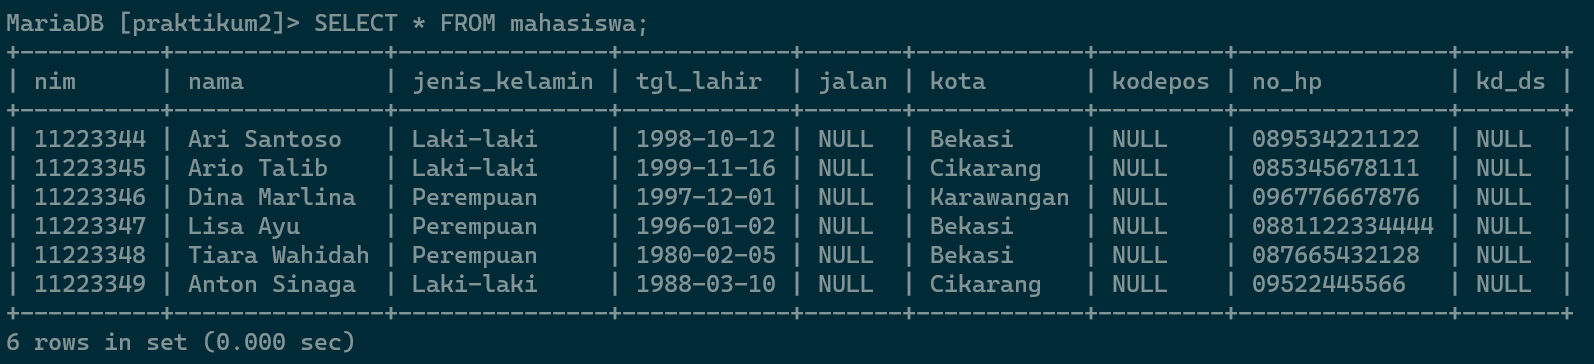 MariaDB [praktikum2]> SELECT * FROM mahasiswa;
+----------+---------------+---------------+------------+-------+------------+---------+---------------+-------+
| nim      | nama          | jenis_kelamin | tgl_lahir  | jalan | kota       | kodepos | no_hp         | kd_ds |
+----------+---------------+---------------+------------+-------+------------+---------+---------------+-------+
| 11223344 | Ari Santoso   | Laki-laki     | 1998-10-12 | NULL  | Bekasi     | NULL    | 089534221122  | NULL  |
| 11223345 | Ario Talib    | Laki-laki     | 1999-11-16 | NULL  | Cikarang   | NULL    | 085345678111  | NULL  |
| 11223346 | Dina Marlina  | Perempuan     | 1997-12-01 | NULL  | Karawangan | NULL    | 096776667876  | NULL  |
| 11223347 | Lisa Ayu      | Perempuan     | 1996-01-02 | NULL  | Bekasi     | NULL    | 0881122334444 | NULL  |
| 11223348 | Tiara Wahidah | Perempuan     | 1980-02-05 | NULL  | Bekasi     | NULL    | 087665432128  | NULL  |
| 11223349 | Anton Sinaga  | Laki-laki     | 1988-03-10 | NULL  | Cikarang   | NULL    | 09522445566   | NULL  |
+----------+---------------+---------------+------------+-------+------------+---------+---------------+-------+
6 rows in set (0.000 sec)